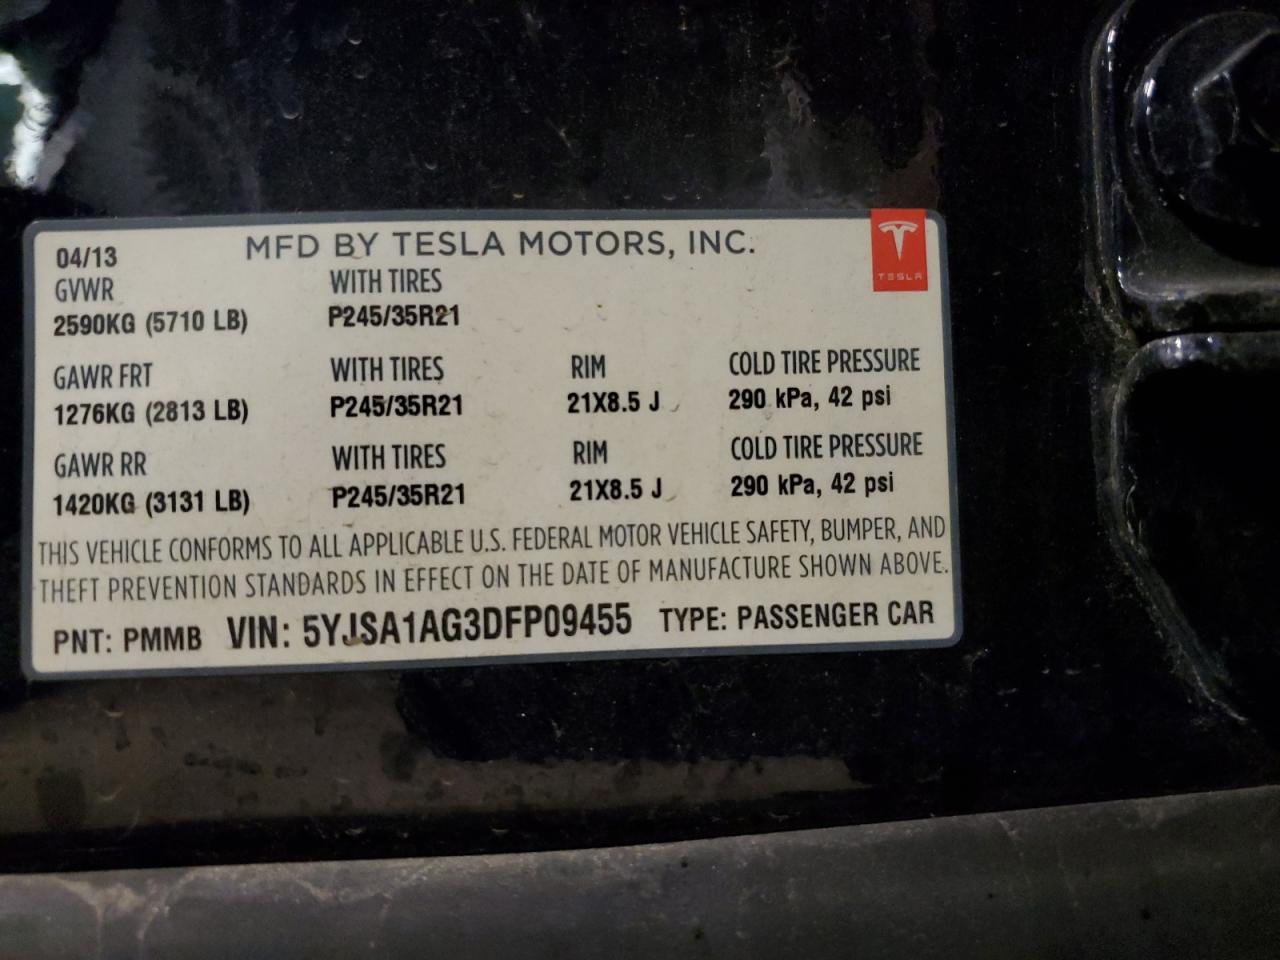 04/13 MFD BY TESLA MOTORS, INC.
TESLA
GVWR WITH TIRES
2590KG (5710 LB) P245/35R21
GAWR FRT WITH TIRES RIM COLD TIRE PRESSURE
1276KG (2813 LB) P245/35R21 21X8.5 J 290 kPa, 42 psi
GAWR RR WITH TIRES RIM COLD TIRE PRESSURE
1420KG (3131 LB) P245/35R21 21X8.5 J 290 kPa, 42 psi
THIS VEHICLE CONFORMS TO ALL APPLICABLE U.S. FEDERAL MOTOR VEHICLE SAFETY, BUMPER, AND
THEFT PREVENTION STANDARDS IN EFFECT ON THE DATE OF MANUFACTURE SHOWN ABOVE.
PNT: PMMB VIN: 5YJSA1AG3DFP09455 TYPE: PASSENGER CAR